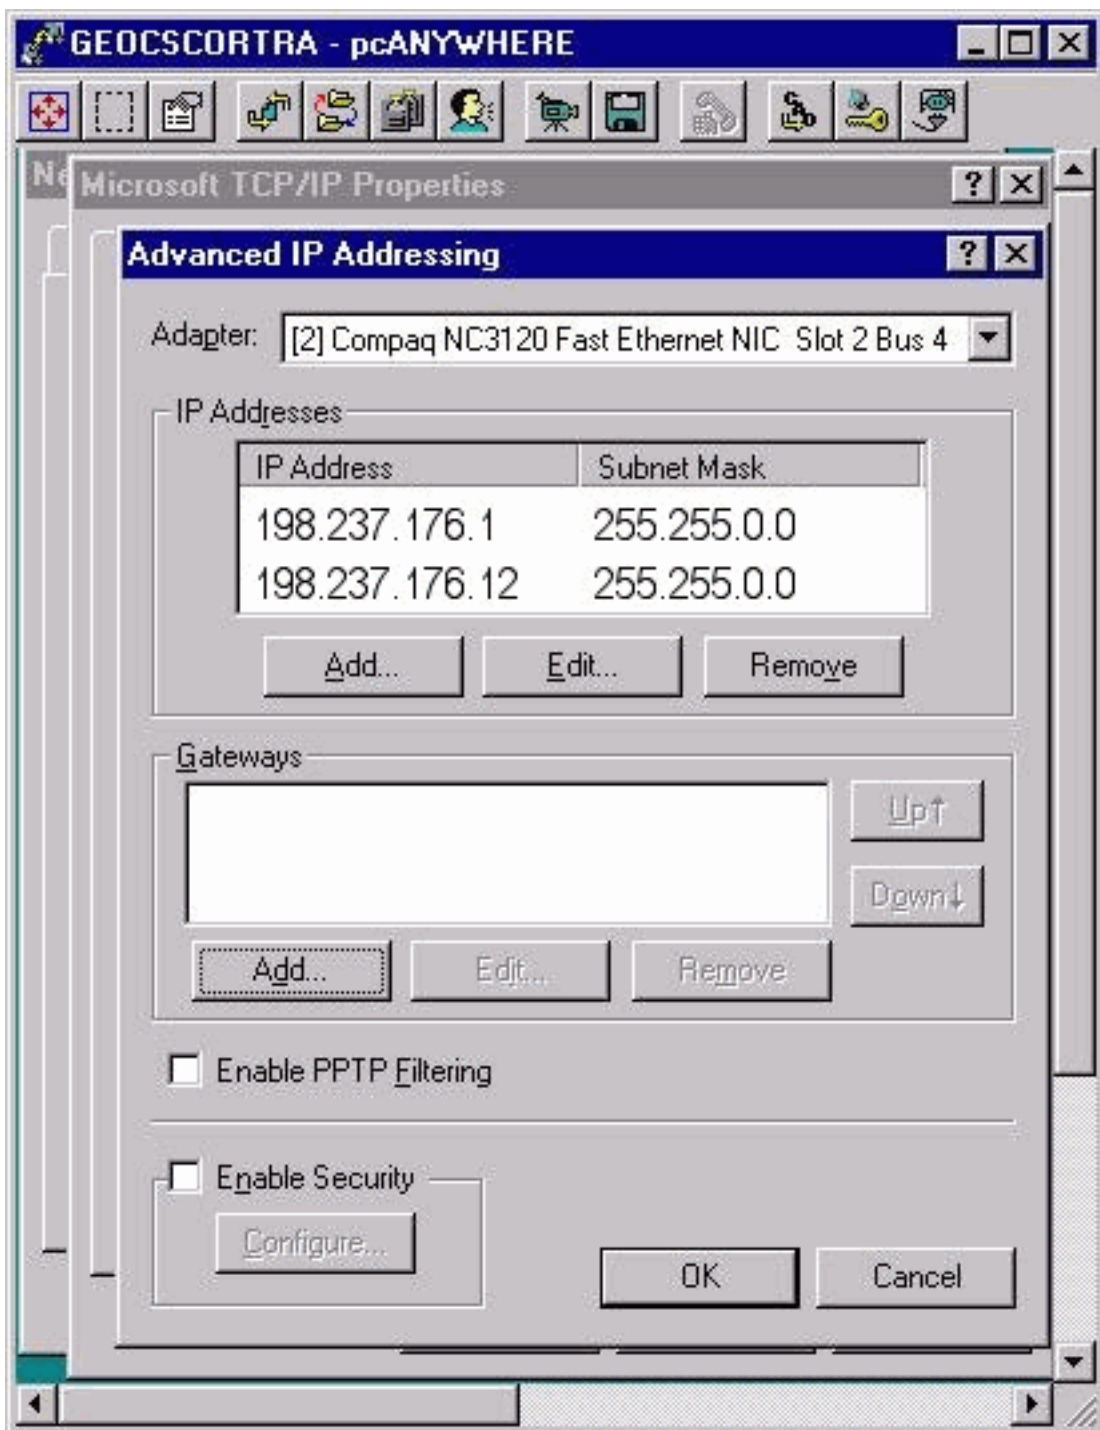 GEOCSCORTRA - pcANYWHERE
Ne
Microsoft TCP/IP Properties
Advanced IP Addressing
Adapter: [2] Compaq NC3120 Fast Ethernet NIC Slot 2 Bus 4
IP Addresses
IP Address Subnet Mask
198.237.176.1 255.255.0.0
198.237.176.12 255.255.0.0
Add... Edit... Remove
Gateways
Up↑
Down↓
Add... Edit... Remove
Enable PPTP Filtering
Enable Security
Configure...
OK Cancel